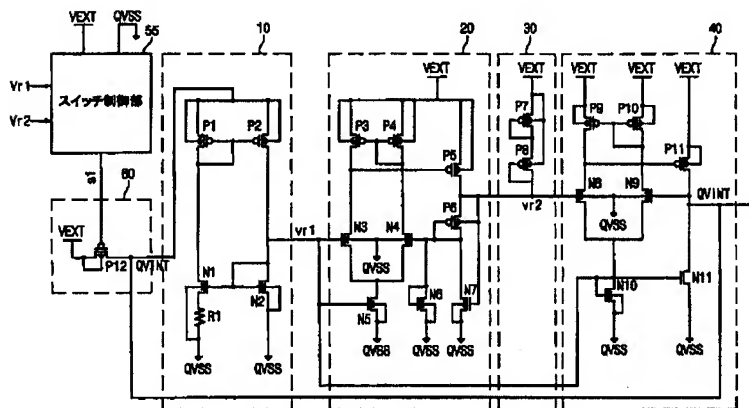 VEXT
QVSS
55
Vr1
Vr2
スイッチ制御部
s1
60
VEXT
P12
QVINT
10
P1
P2
N1
N2
R1
QVSS
QVSS
vr1
20
VEXT
P3
P4
P5
P6
N3
N4
QVSS
N5
N6
N7
QVSS
QVSS
QVSS
30
VEXT
P7
P8
vr2
40
VEXT
VEXT
VEXT
P9
P10
P11
N8
N9
QVINT
QVSS
N10
N11
QVSS
QVSS